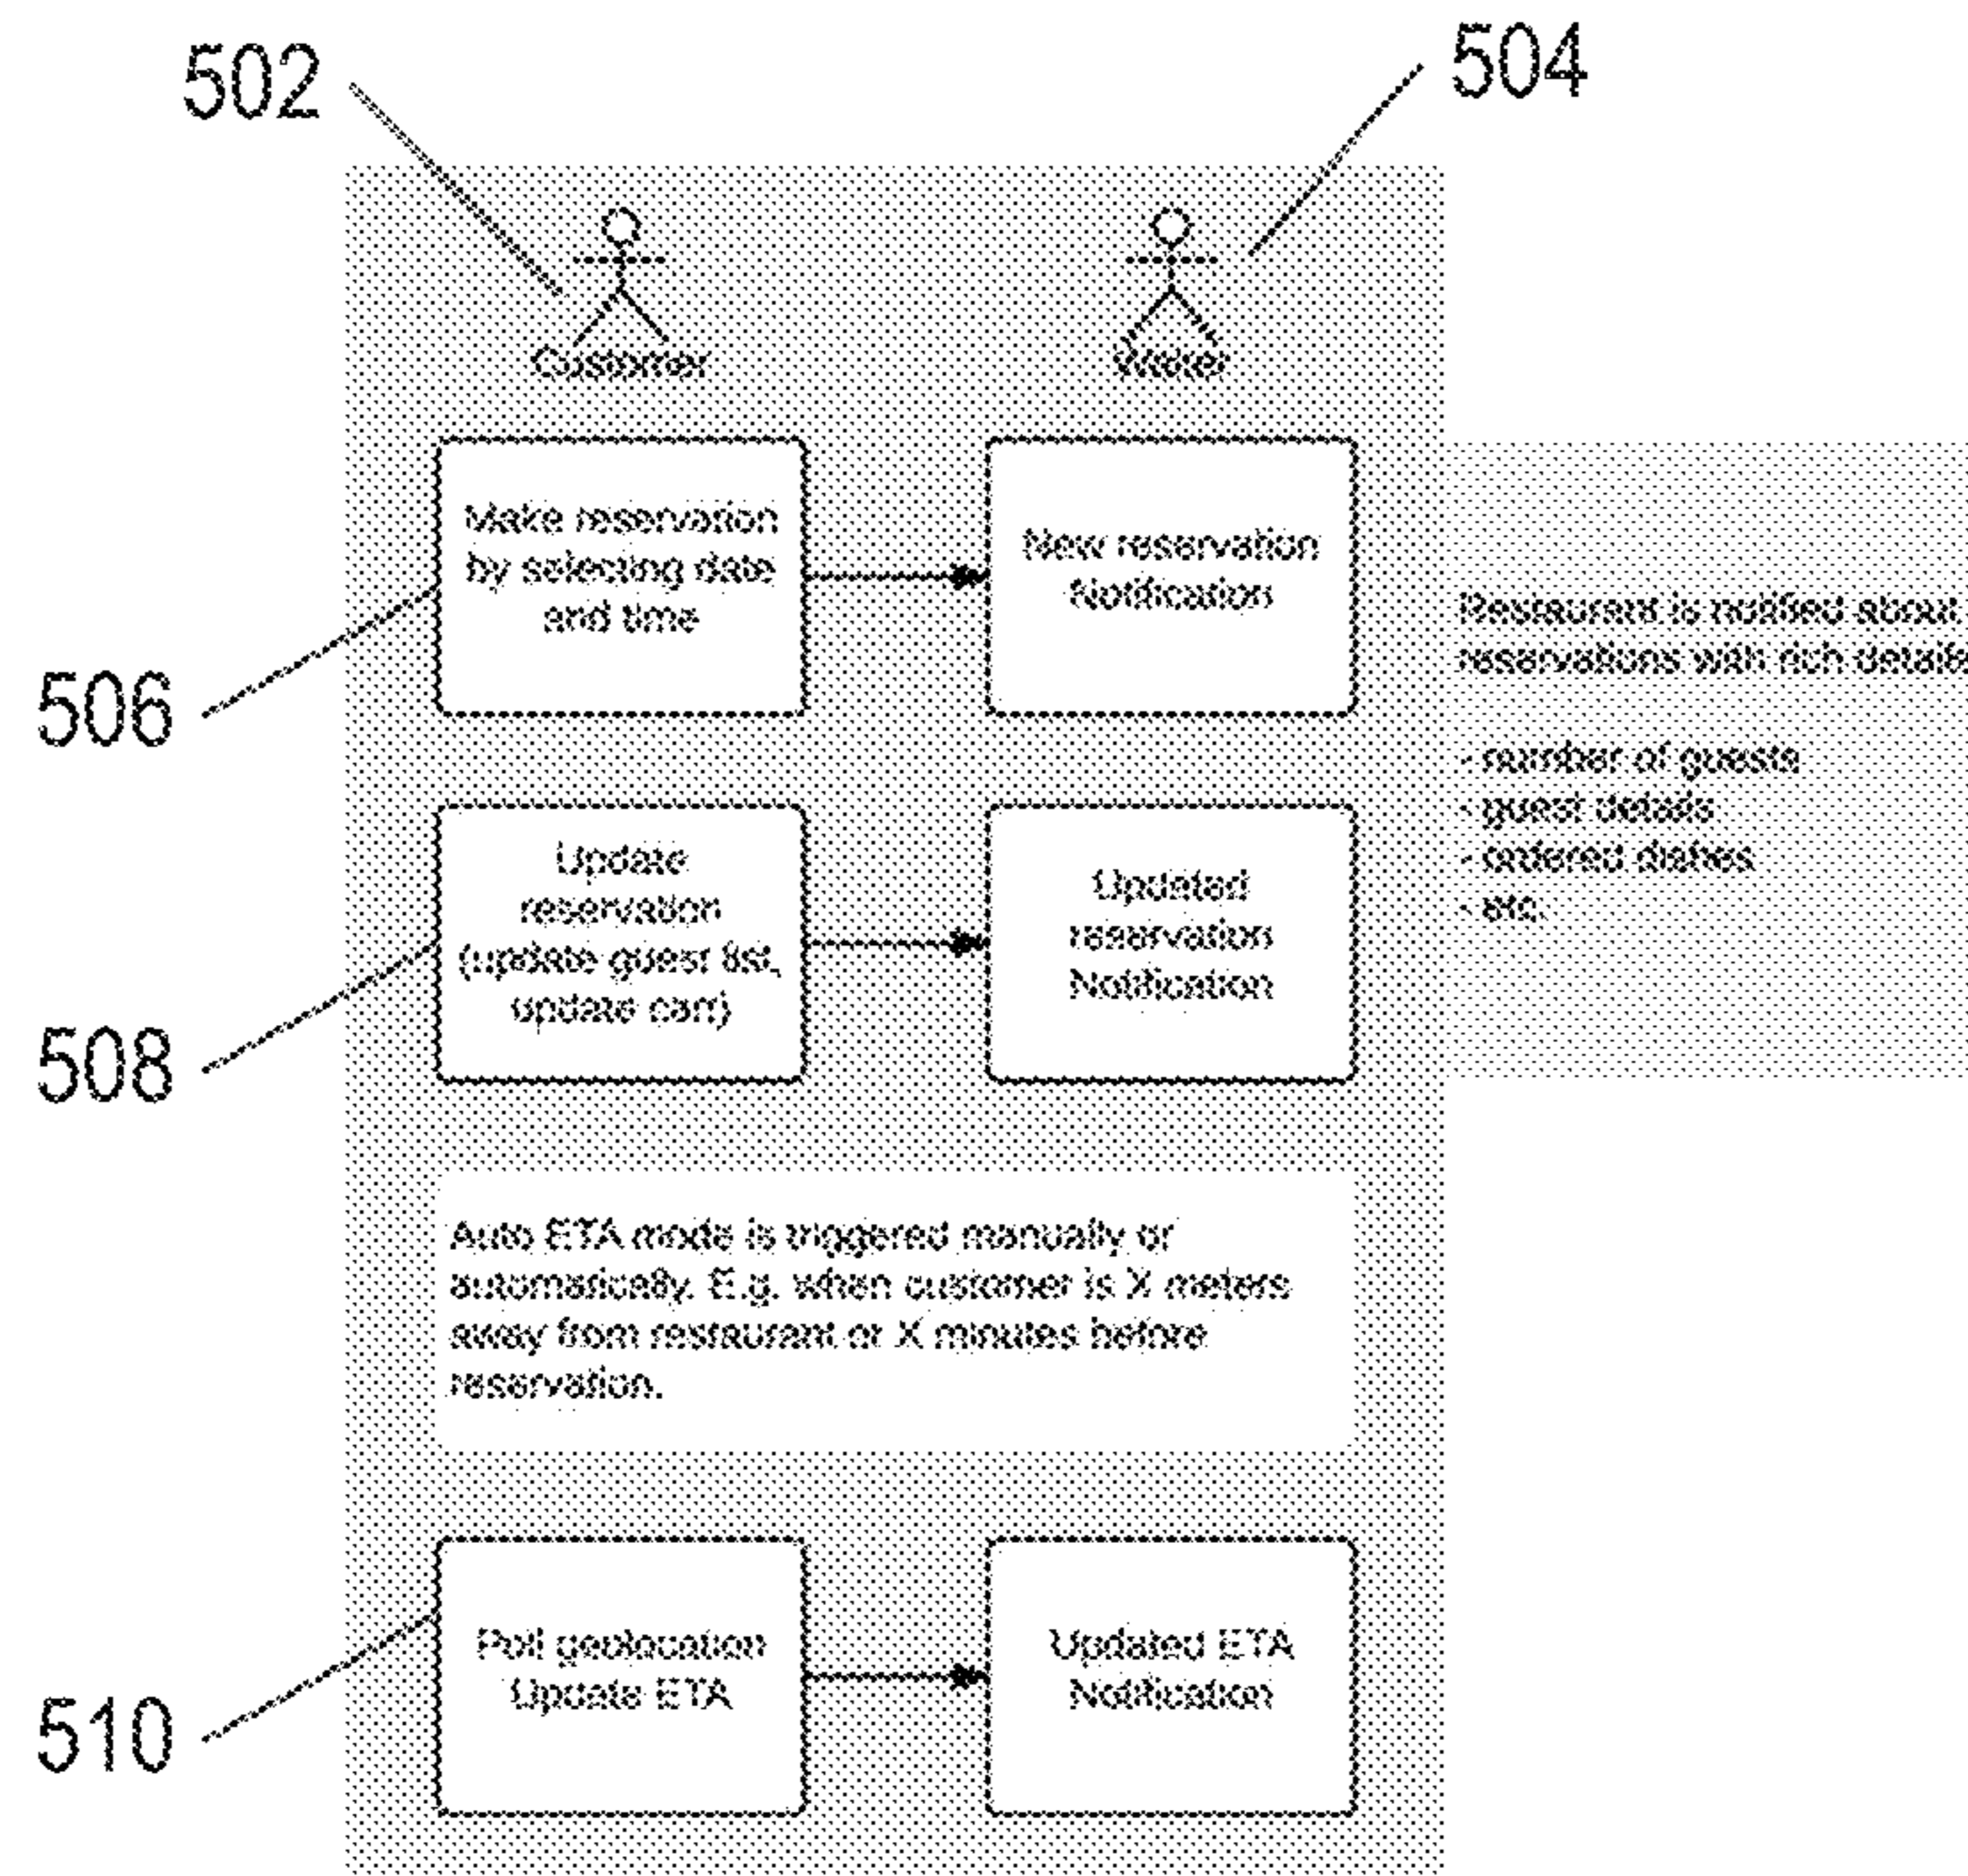 502
504
Customer
Waiter
Make reservation
by selecting date
and time
New reservation
Notification
506
Restaurant is notified about
reservations with rich details
- number of guests
- guest details
- ordered dishes
- etc.
Update
reservation
(update guest list,
update cart)
Updated
reservation
Notification
508
Auto ETA mode is triggered manually or
automatically. E.g. when customer is X meters
away from restaurant or X minutes before
reservation.
Poll geolocation
Update ETA
Updated ETA
Notification
510